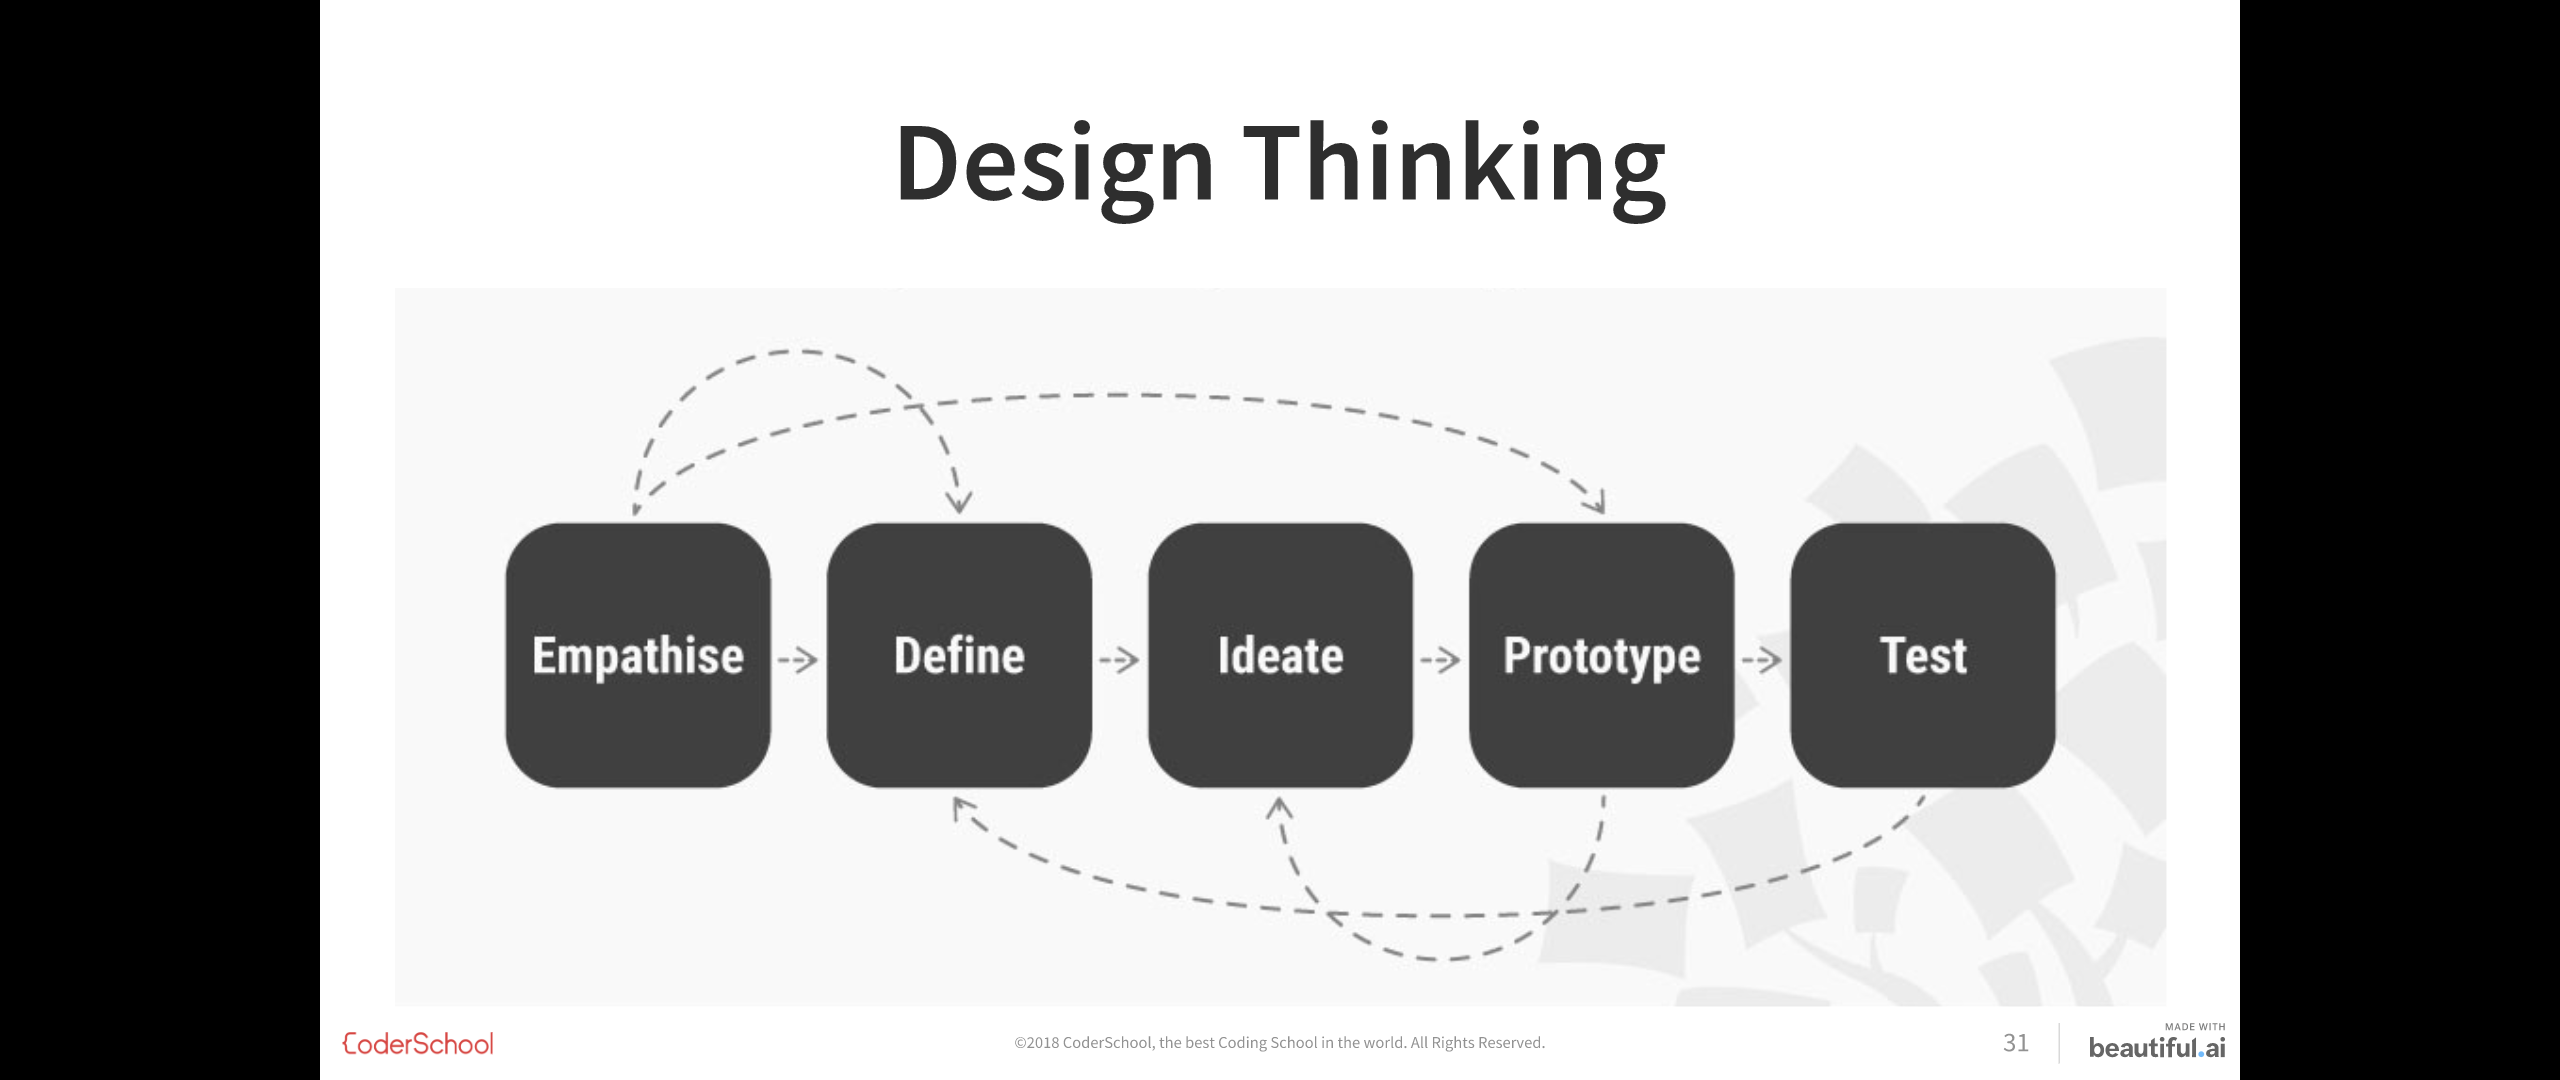 Design Thinking
Empathise
Define
Ideate
Prototype
Test
CoderSchool
©2018 CoderSchool, the best Coding School in the world. All Rights Reserved.
31
MADE WITH
beautiful.ai